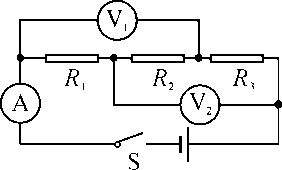 V₁
R₁ R₂ R₃
A V₂
S